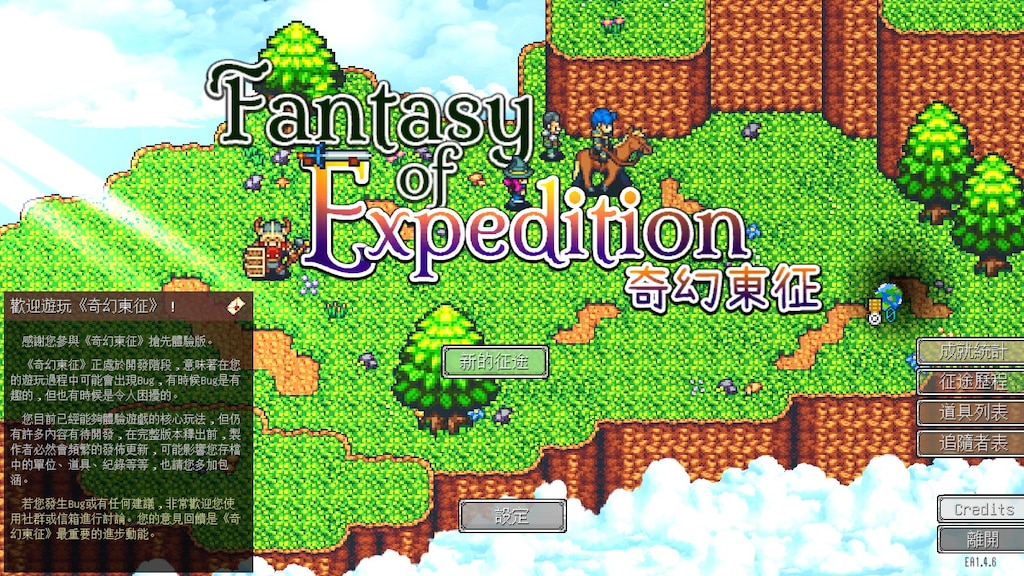 Fantasy
of
Expedition
奇幻東征
歡迎遊玩《奇幻東征》！
感謝您參與《奇幻東征》搶先體驗版。
《奇幻東征》正處於開發階段，意味著在您
的遊玩過程中可能會出現Bug，有時候Bug是有
趣的，但也有時候是令人困擾的。
您目前已經能夠體驗遊戲的核心玩法，但仍
有許多內容有待開發，在完整版本釋出前，製
作者必然會頻繁的發佈更新，可能影響您存檔
中的單位、道具、紀錄等等，也請您多加包
涵。
若您發生Bug或有任何建議，非常歡迎您使
用社群或信箱進行討論。您的意見回饋是《奇
幻東征》最重要的進步動能。
新的征途
設定
0
成就統計
征途歷程
道具列表
追隨者表
Credits
離開
EA1.4.6